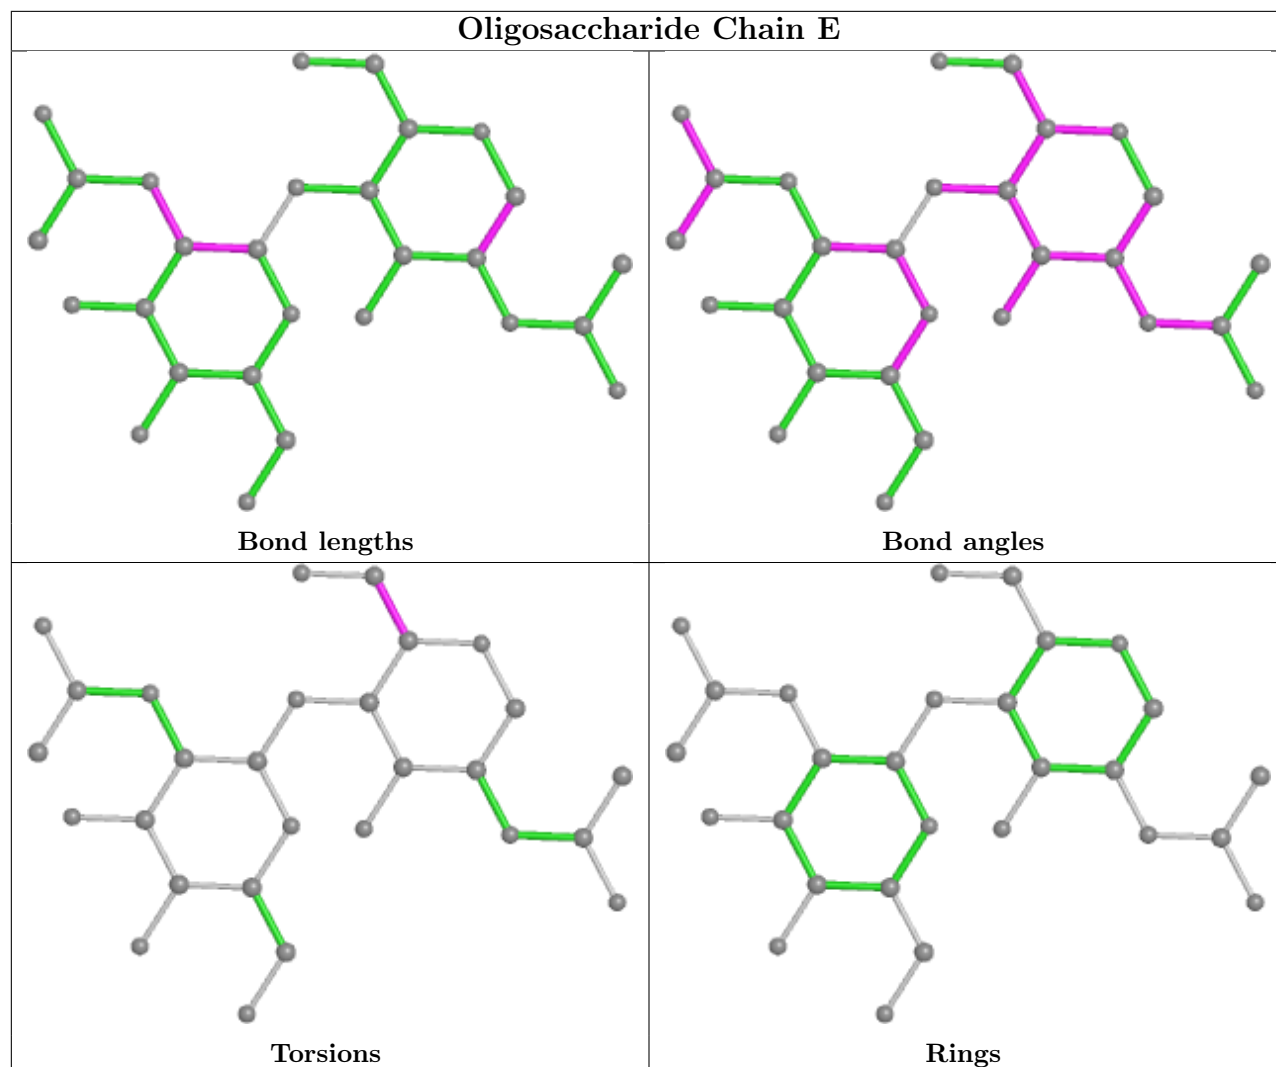 Oligosaccharide Chain E
Bond lengths
Bond angles
Torsions
Rings